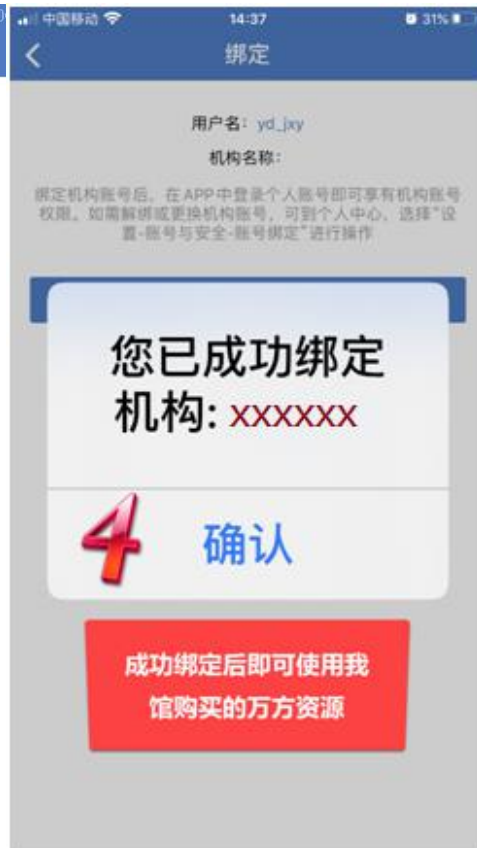 中国移动 14:37 31%
绑定
用户名: yd_jxy
机构名称:
绑定机构账号后，在APP中登录个人账号即可享有机构账号
权限。如需解绑或更换机构账号，可到个人中心，选择"设
置-账号与安全-账号绑定"进行操作
您已成功绑定
机构: xxxxxx
4 确认
成功绑定后即可使用我
馆购买的万方资源